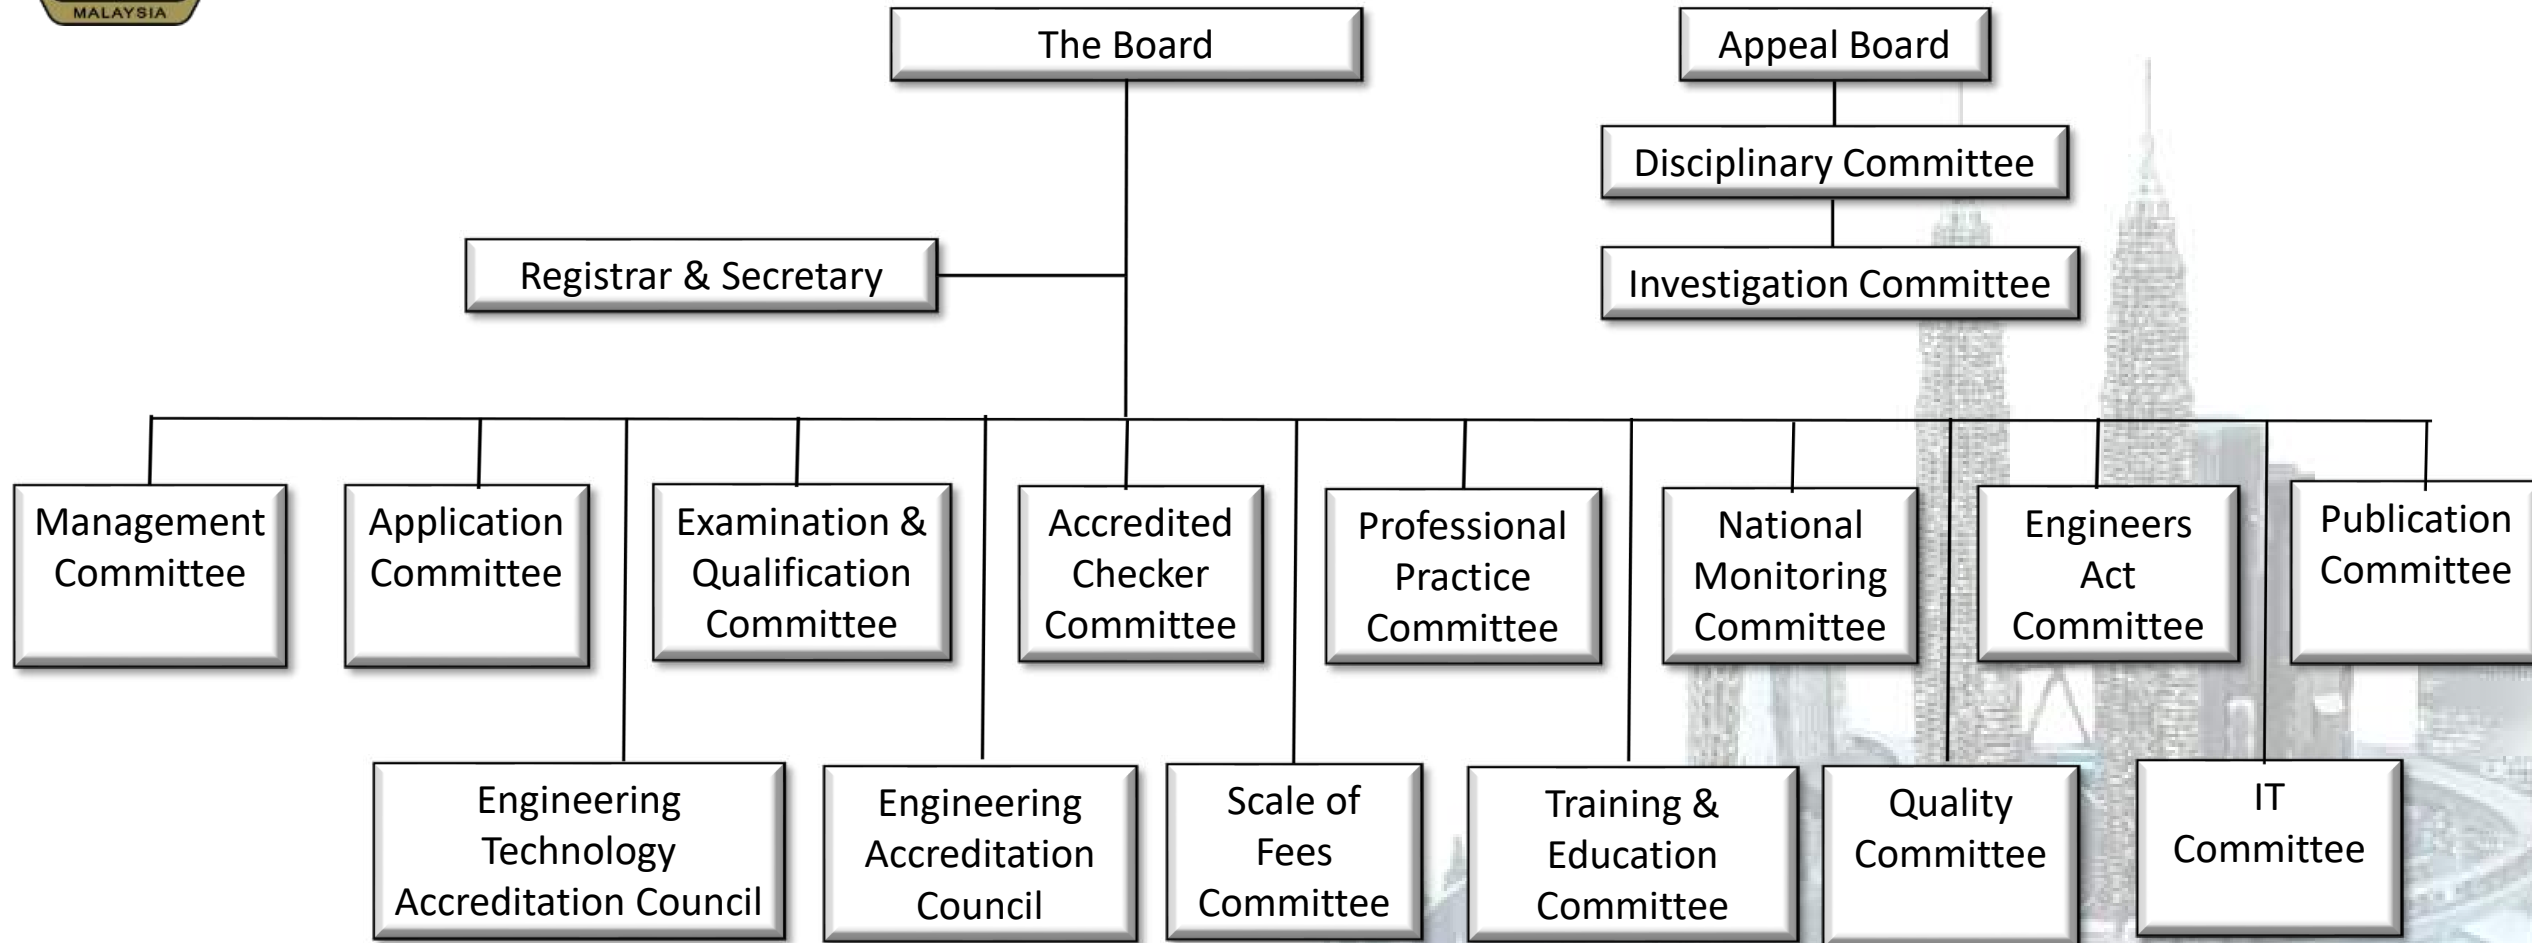 MALAYSIA
The Board
Appeal Board
Disciplinary Committee
Registrar & Secretary
Investigation Committee
Management
Committee
Application
Committee
Examination &
Qualification
Committee
Accredited
Checker
Committee
Professional
Practice
Committee
National
Monitoring
Committee
Engineers
Act
Committee
Publication
Committee
Engineering
Technology
Accreditation Council
Engineering
Accreditation
Council
Scale of
Fees
Committee
Training &
Education
Committee
Quality
Committee
IT
Committee